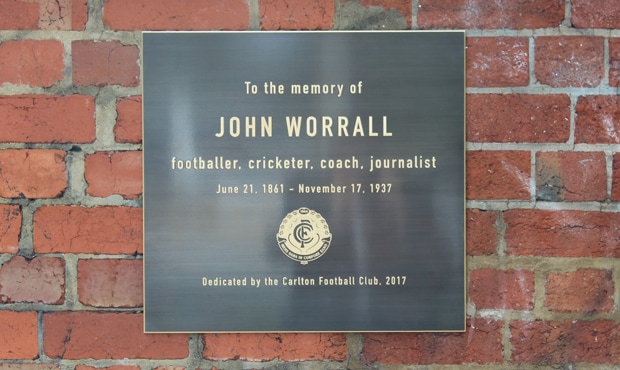 To the memory of
JOHN WORRALL
footballer, cricketer, coach, journalist
June 21, 1861 – November 17, 1937
CFC
Dedicated by the Carlton Football Club, 2017